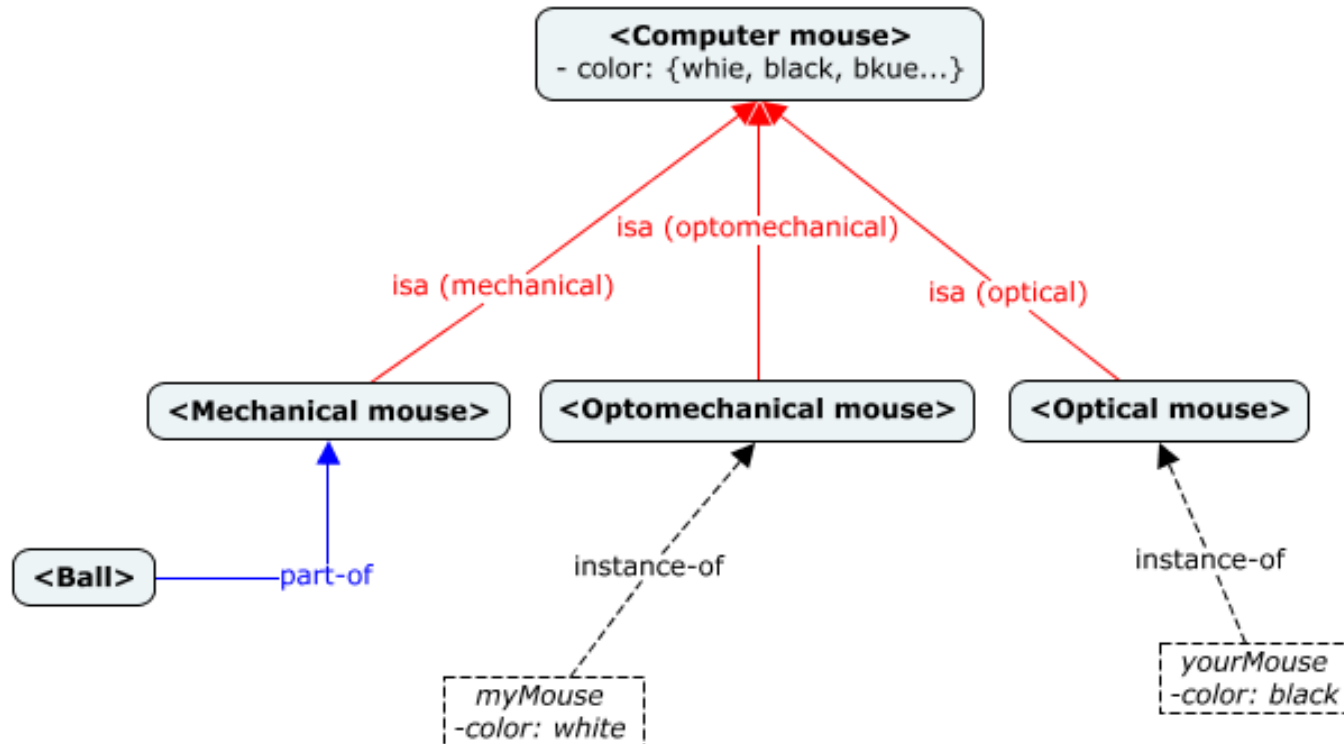 <Computer mouse>
- color: {whie, black, bkue...}
isa (optomechanical)
isa (mechanical)
isa (optical)
<Mechanical mouse>
<Optomechanical mouse>
<Optical mouse>
instance-of
instance-of
<Ball>
part-of
myMouse
-color: white
yourMouse
-color: black